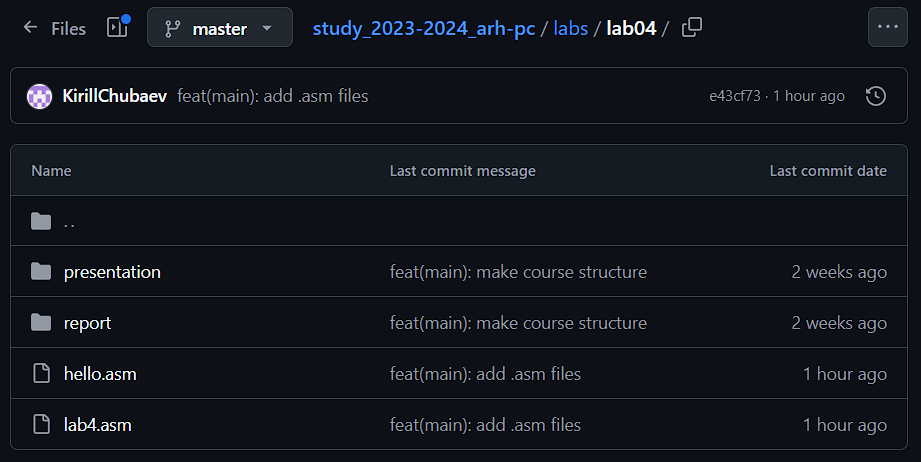 Files master study_2023-2024_arh-pc / labs / lab04 /
KirillChubaev feat(main): add .asm files e43cf73 · 1 hour ago
Name Last commit message Last commit date
..
presentation feat(main): make course structure 2 weeks ago
report feat(main): make course structure 2 weeks ago
hello.asm feat(main): add .asm files 1 hour ago
lab4.asm feat(main): add .asm files 1 hour ago